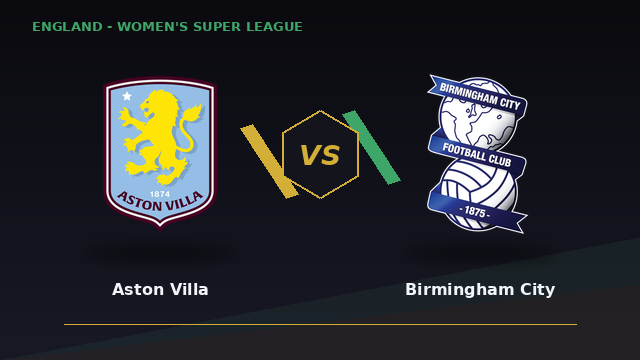 ENGLAND - WOMEN'S SUPER LEAGUE
1874
ASTON VILLA
VS
BIRMINGHAM CITY
FOOTBALL CLUB
- 1875 -
Aston Villa
Birmingham City